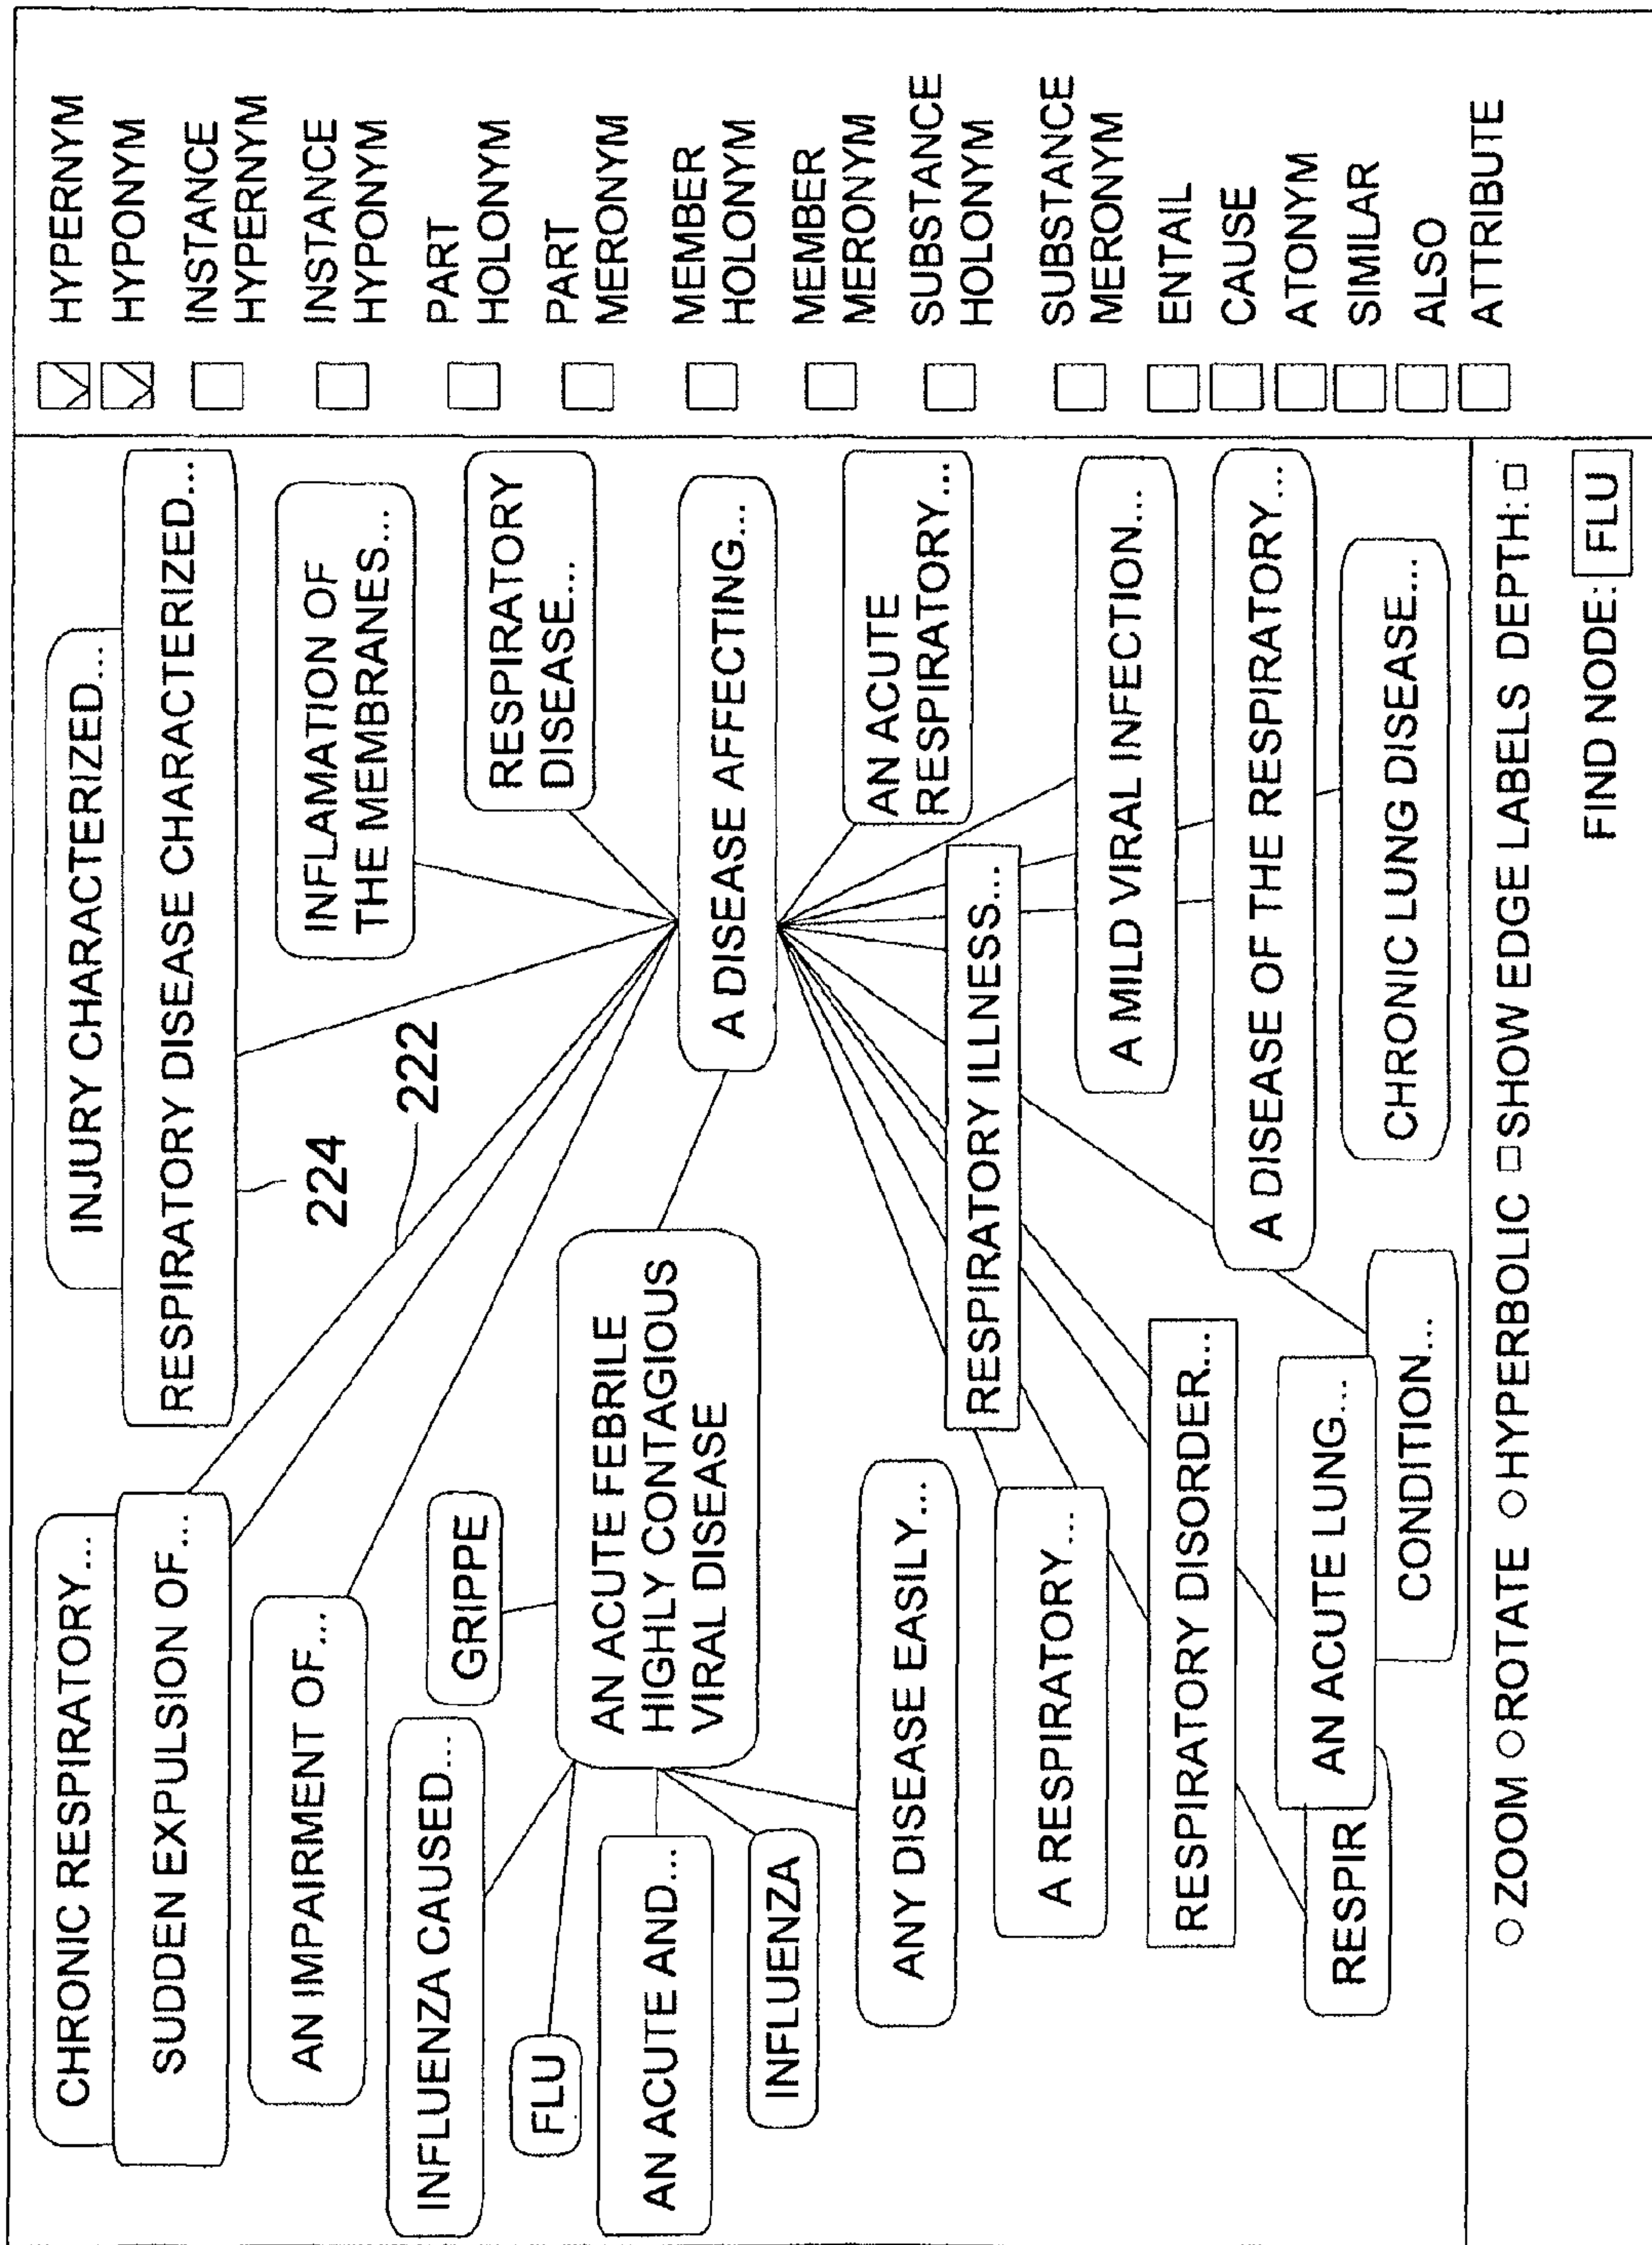 CHRONIC RESPIRATORY...
SUDDEN EXPULSION OF...
AN IMPAIRMENT OF...
INFLUENZA CAUSED...
FLU
AN ACUTE AND...
INFLUENZA
GRIPPE
AN ACUTE FEBRILE
HIGHLY CONTAGIOUS
VIRAL DISEASE
ANY DISEASE EASILY...
A RESPIRATORY...
RESPIRATORY DISORDER...
RESPIR
AN ACUTE LUNG...
CONDITION...
INJURY CHARACTERIZED...
RESPIRATORY DISEASE CHARACTERIZED...
224
222
INFLAMATION OF
THE MEMBRANES...
RESPIRATORY
DISEASE...
A DISEASE AFFECTING...
AN ACUTE
RESPIRATORY...
RESPIRATORY ILLNESS...
A MILD VIRAL INFECTION...
A DISEASE OF THE RESPIRATORY...
CHRONIC LUNG DISEASE...
HYPERNYM
HYPONYM
INSTANCE
HYPERNYM
INSTANCE
HYPONYM
PART
HOLONYM
PART
MERONYM
MEMBER
HOLONYM
MEMBER
MERONYM
SUBSTANCE
HOLONYM
SUBSTANCE
MERONYM
ENTAIL
CAUSE
ATONYM
SIMILAR
ALSO
ATTRIBUTE
ZOOM ROTATE HYPERBOLIC SHOW EDGE LABELS DEPTH:
FIND NODE: FLU